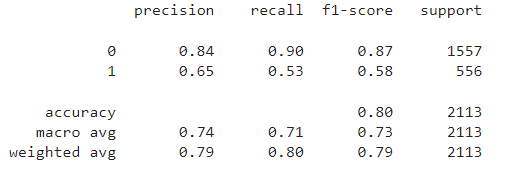 precision recall f1-score support
0 0.84 0.90 0.87 1557
1 0.65 0.53 0.58 556
accuracy 0.80 2113
macro avg 0.74 0.71 0.73 2113
weighted avg 0.79 0.80 0.79 2113